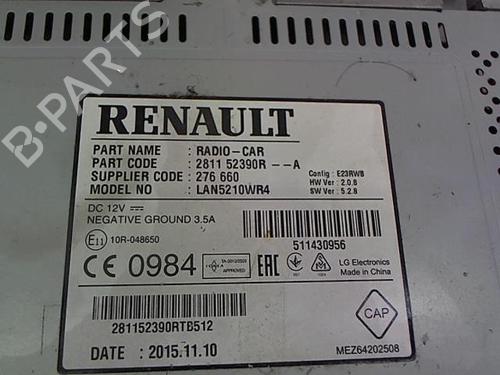 B-PARTS
RENAULT
PART NAME : RADIO-CAR
PART CODE : 2811 52390R --A
SUPPLIER CODE : 276 660
MODEL NO : LAN5210WR4
Config : E23RWB
HW Ver : 2.0.8
SW Ver : 5.2.8
DC 12V
NEGATIVE GROUND 3.5A
E11 10R-048650
511430956
CE 0984
APPROVED
EAC
LG Electronics
Made in China
281152390RTB512
CAP
DATE : 2015.11.10
MEZ64202508